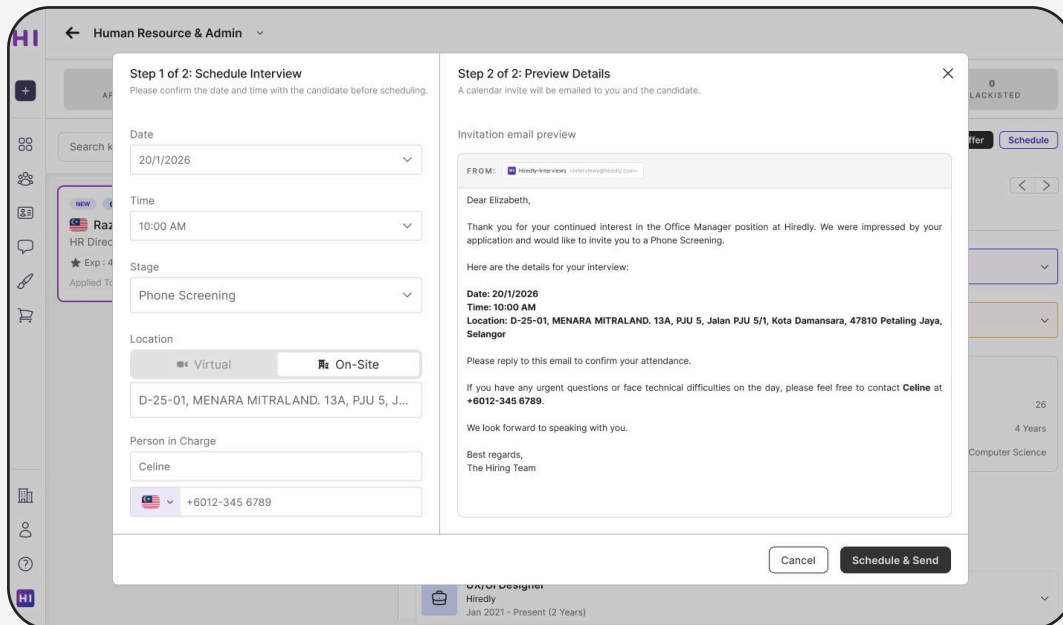 HI
Human Resource & Admin
0
Search
Offer
Schedule
NEW
HR Direc
Exp : 4
Step 1 of 2: Schedule Interview
Please confirm the date and time with the candidate before scheduling.
Date
20/1/2026
Time
10:00 AM
Stage
Phone Screening
Location
Virtual
On-Site
D-25-01, MENARA MITRALAND. 13A, PJU 5, J...
Person in Charge
Celine
+6012-345 6789
Step 2 of 2: Preview Details
A calendar invite will be emailed to you and the candidate.
Invitation email preview
FROM: HI Hiredly Interviews <interviews@hiredly.com>
Dear Elizabeth,
Thank you for your continued interest in the Office Manager position at Hiredly. We were impressed by your
application and would like to invite you to a Phone Screening.
Here are the details for your interview:
Date: 20/1/2026
Time: 10:00 AM
Location: D-25-01, MENARA MITRALAND. 13A, PJU 5, Jalan PJU 5/1, Kota Damansara, 47810 Petaling Jaya,
Selangor
Please reply to this email to confirm your attendance.
If you have any urgent questions or face technical difficulties on the day, please feel free to contact Celine at
+6012-345 6789.
We look forward to speaking with you.
Best regards,
The Hiring Team
Cancel
Schedule & Send
26
4 Years
Computer Science
UX/UI Designer
Hiredly
Jan 2021 - Present (2 Years)
HI